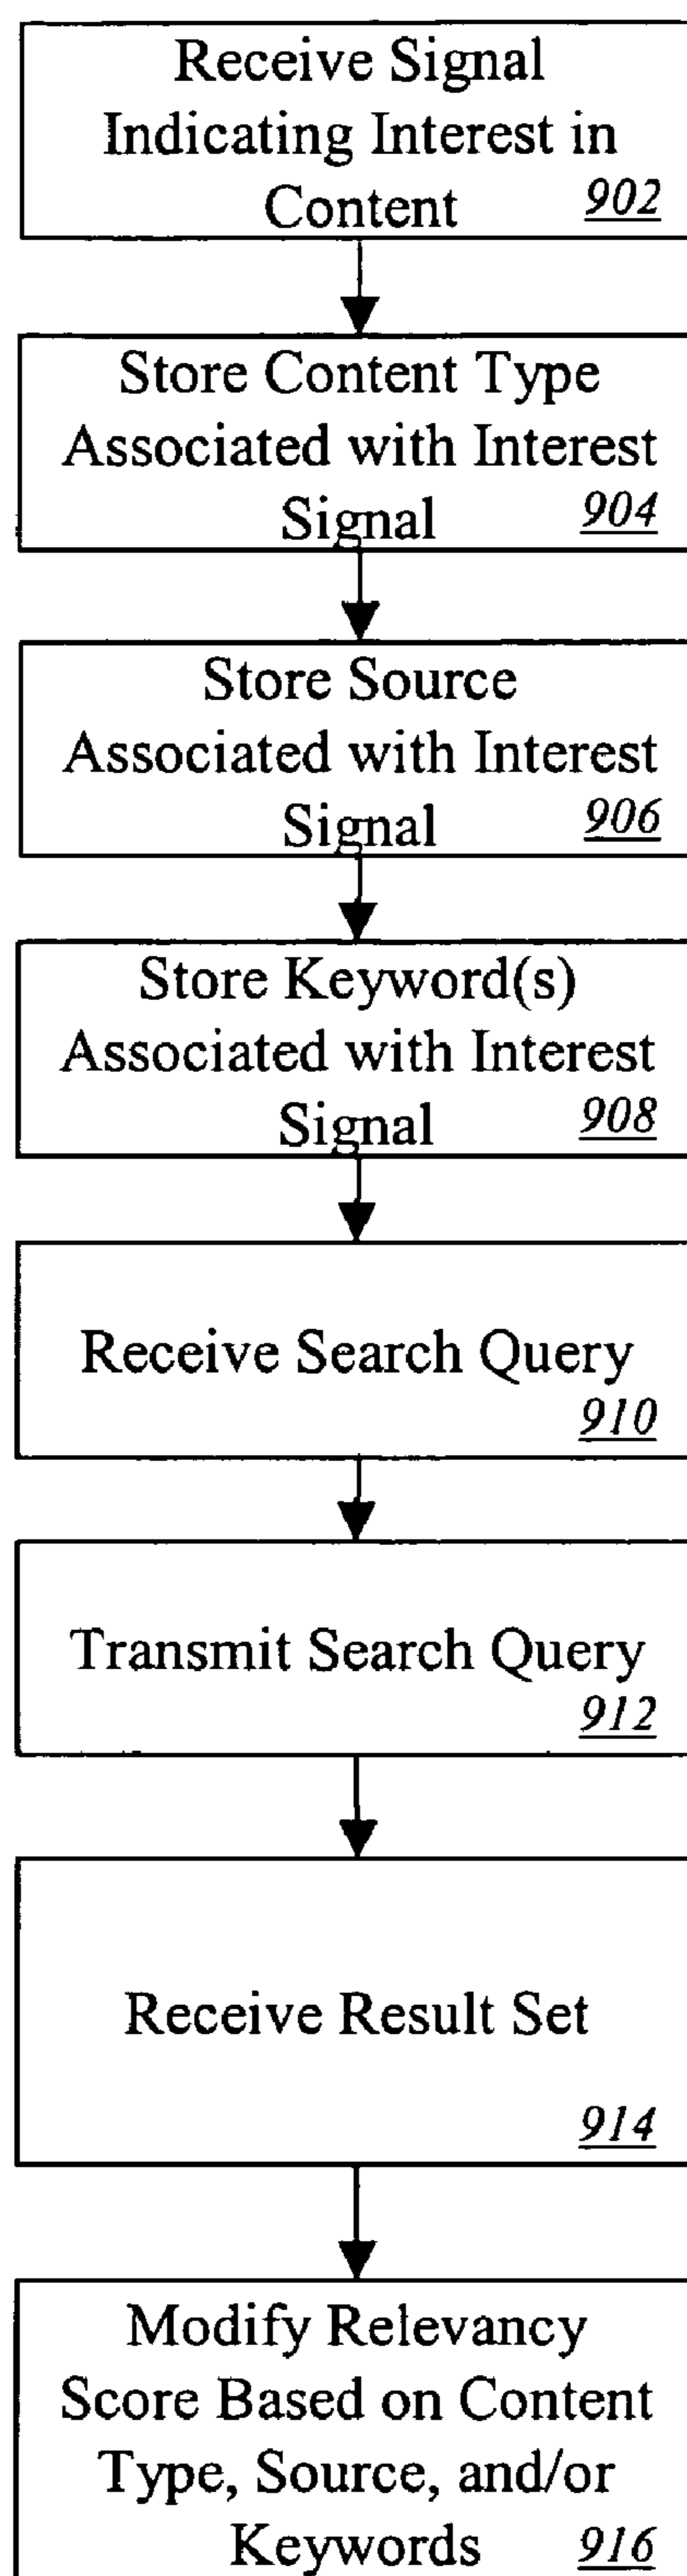 Receive Signal
Indicating Interest in
Content 902
Store Content Type
Associated with Interest
Signal 904
Store Source
Associated with Interest
Signal 906
Store Keyword(s)
Associated with Interest
Signal 908
Receive Search Query
910
Transmit Search Query
912
Receive Result Set
914
Modify Relevancy
Score Based on Content
Type, Source, and/or
Keywords 916